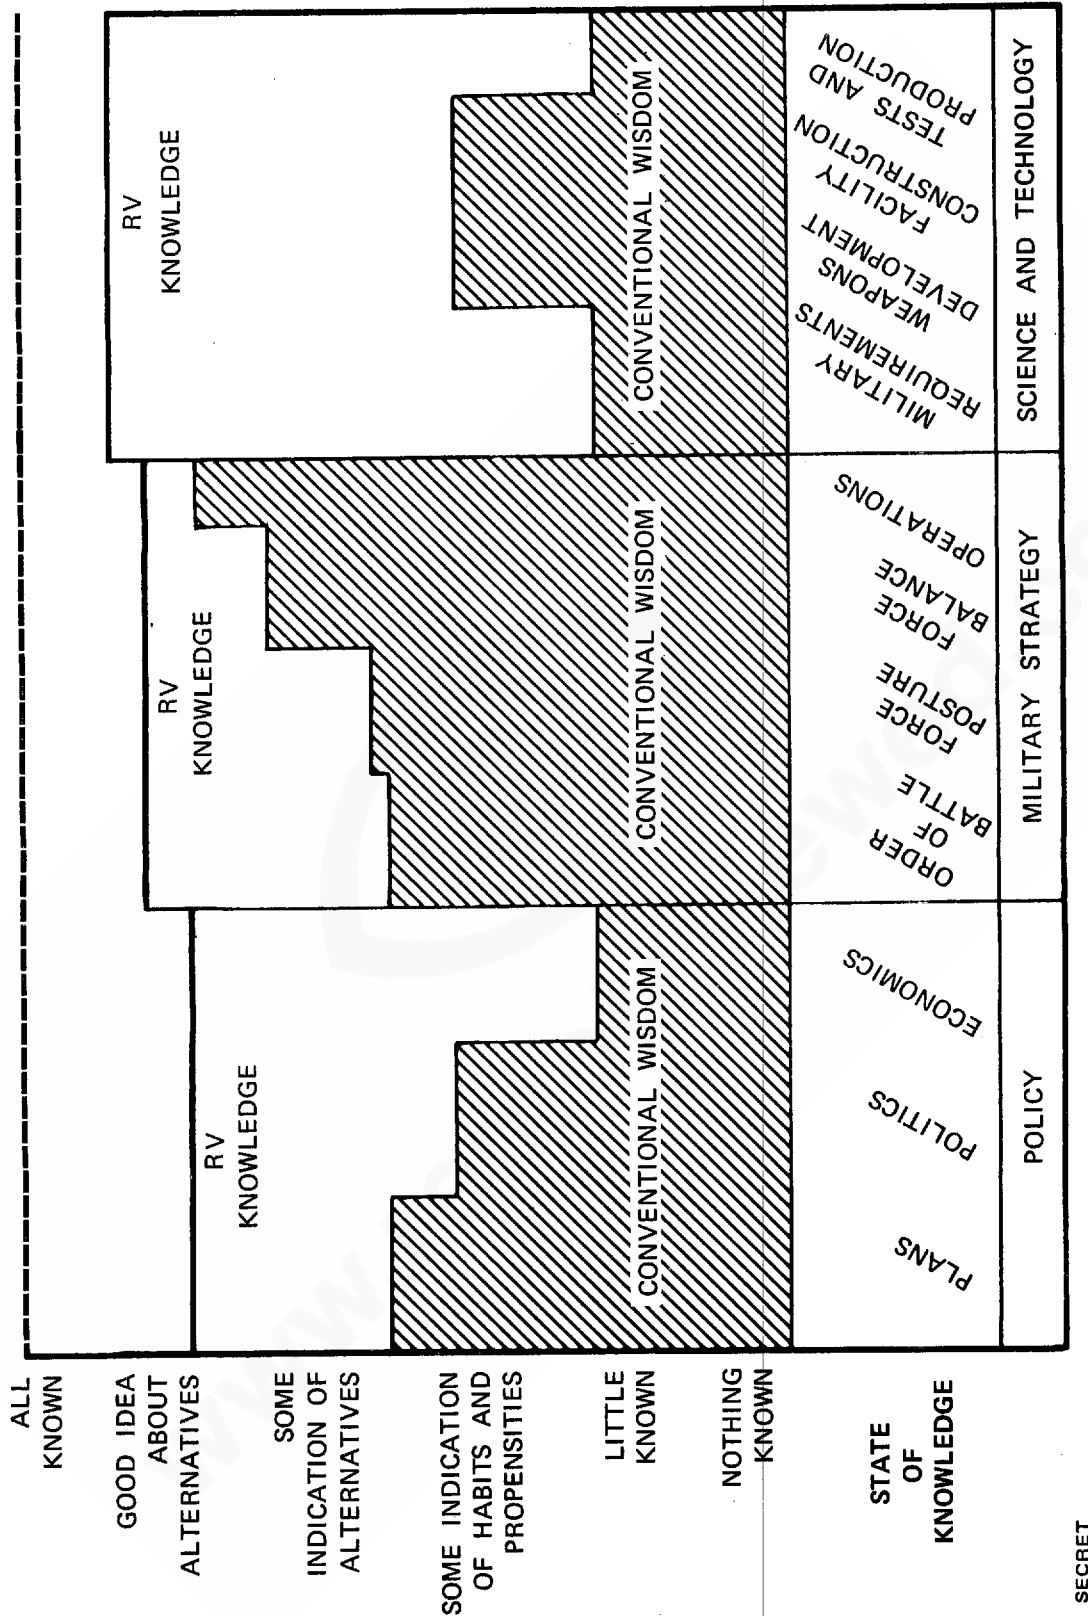 ALL
KNOWN
GOOD IDEA
ABOUT
ALTERNATIVES
SOME
INDICATION OF
ALTERNATIVES
SOME INDICATION
OF HABITS AND
PROPENSITIES
LITTLE
KNOWN
NOTHING
KNOWN
STATE
OF
KNOWLEDGE
RV
KNOWLEDGE
CONVENTIONAL WISDOM
PLANS
POLITICS
ECONOMICS
POLICY
RV
KNOWLEDGE
CONVENTIONAL WISDOM
ORDER
OF
BATTLE
FORCE
POSTURE
FORCE
BALANCE
OPERATIONS
MILITARY STRATEGY
RV
KNOWLEDGE
CONVENTIONAL WISDOM
MILITARY
REQUIREMENTS
WEAPONS
DEVELOPMENT
FACILITY
CONSTRUCTION
TESTS AND
PRODUCTION
SCIENCE AND TECHNOLOGY
SECRET